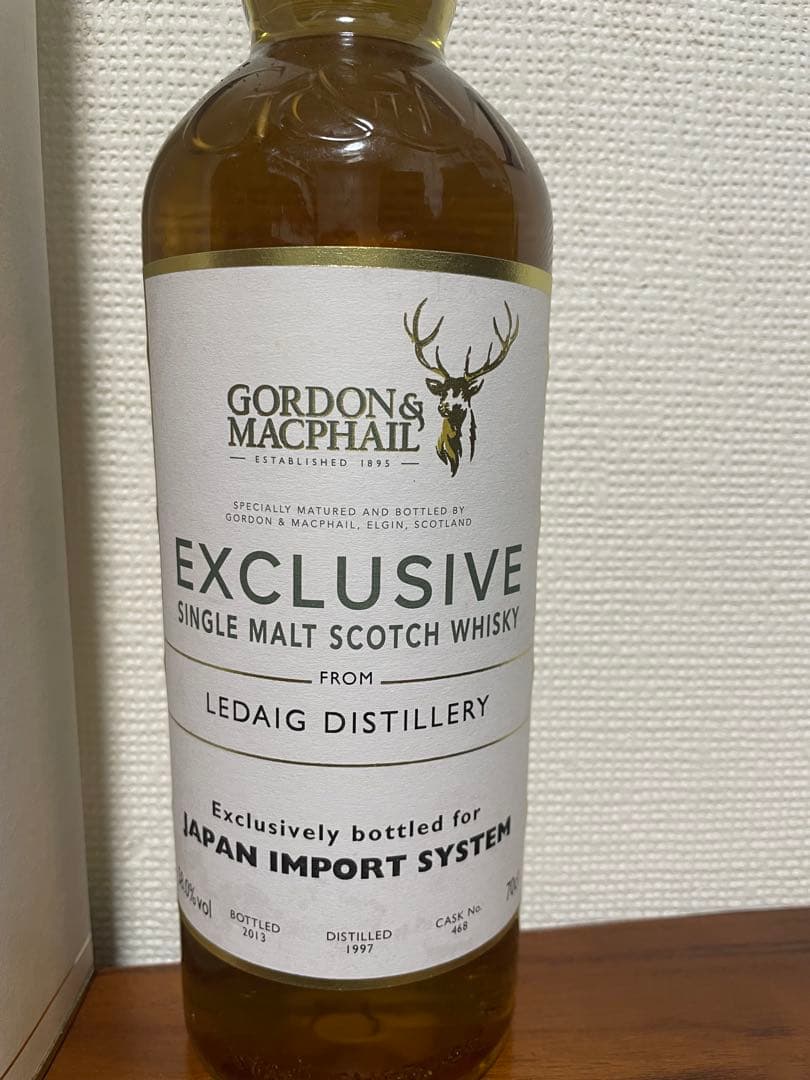 GORDON &
MACPHAIL
ESTABLISHED 1895
SPECIALLY MATURED AND BOTTLED BY
GORDON & MACPHAIL, ELGIN, SCOTLAND
EXCLUSIVE
SINGLE MALT SCOTCH WHISKY
FROM
LEDAIG DISTILLERY
Exclusively bottled for
JAPAN IMPORT SYSTEM
BOTTLED
2013
DISTILLED
1997
CASK No.
468